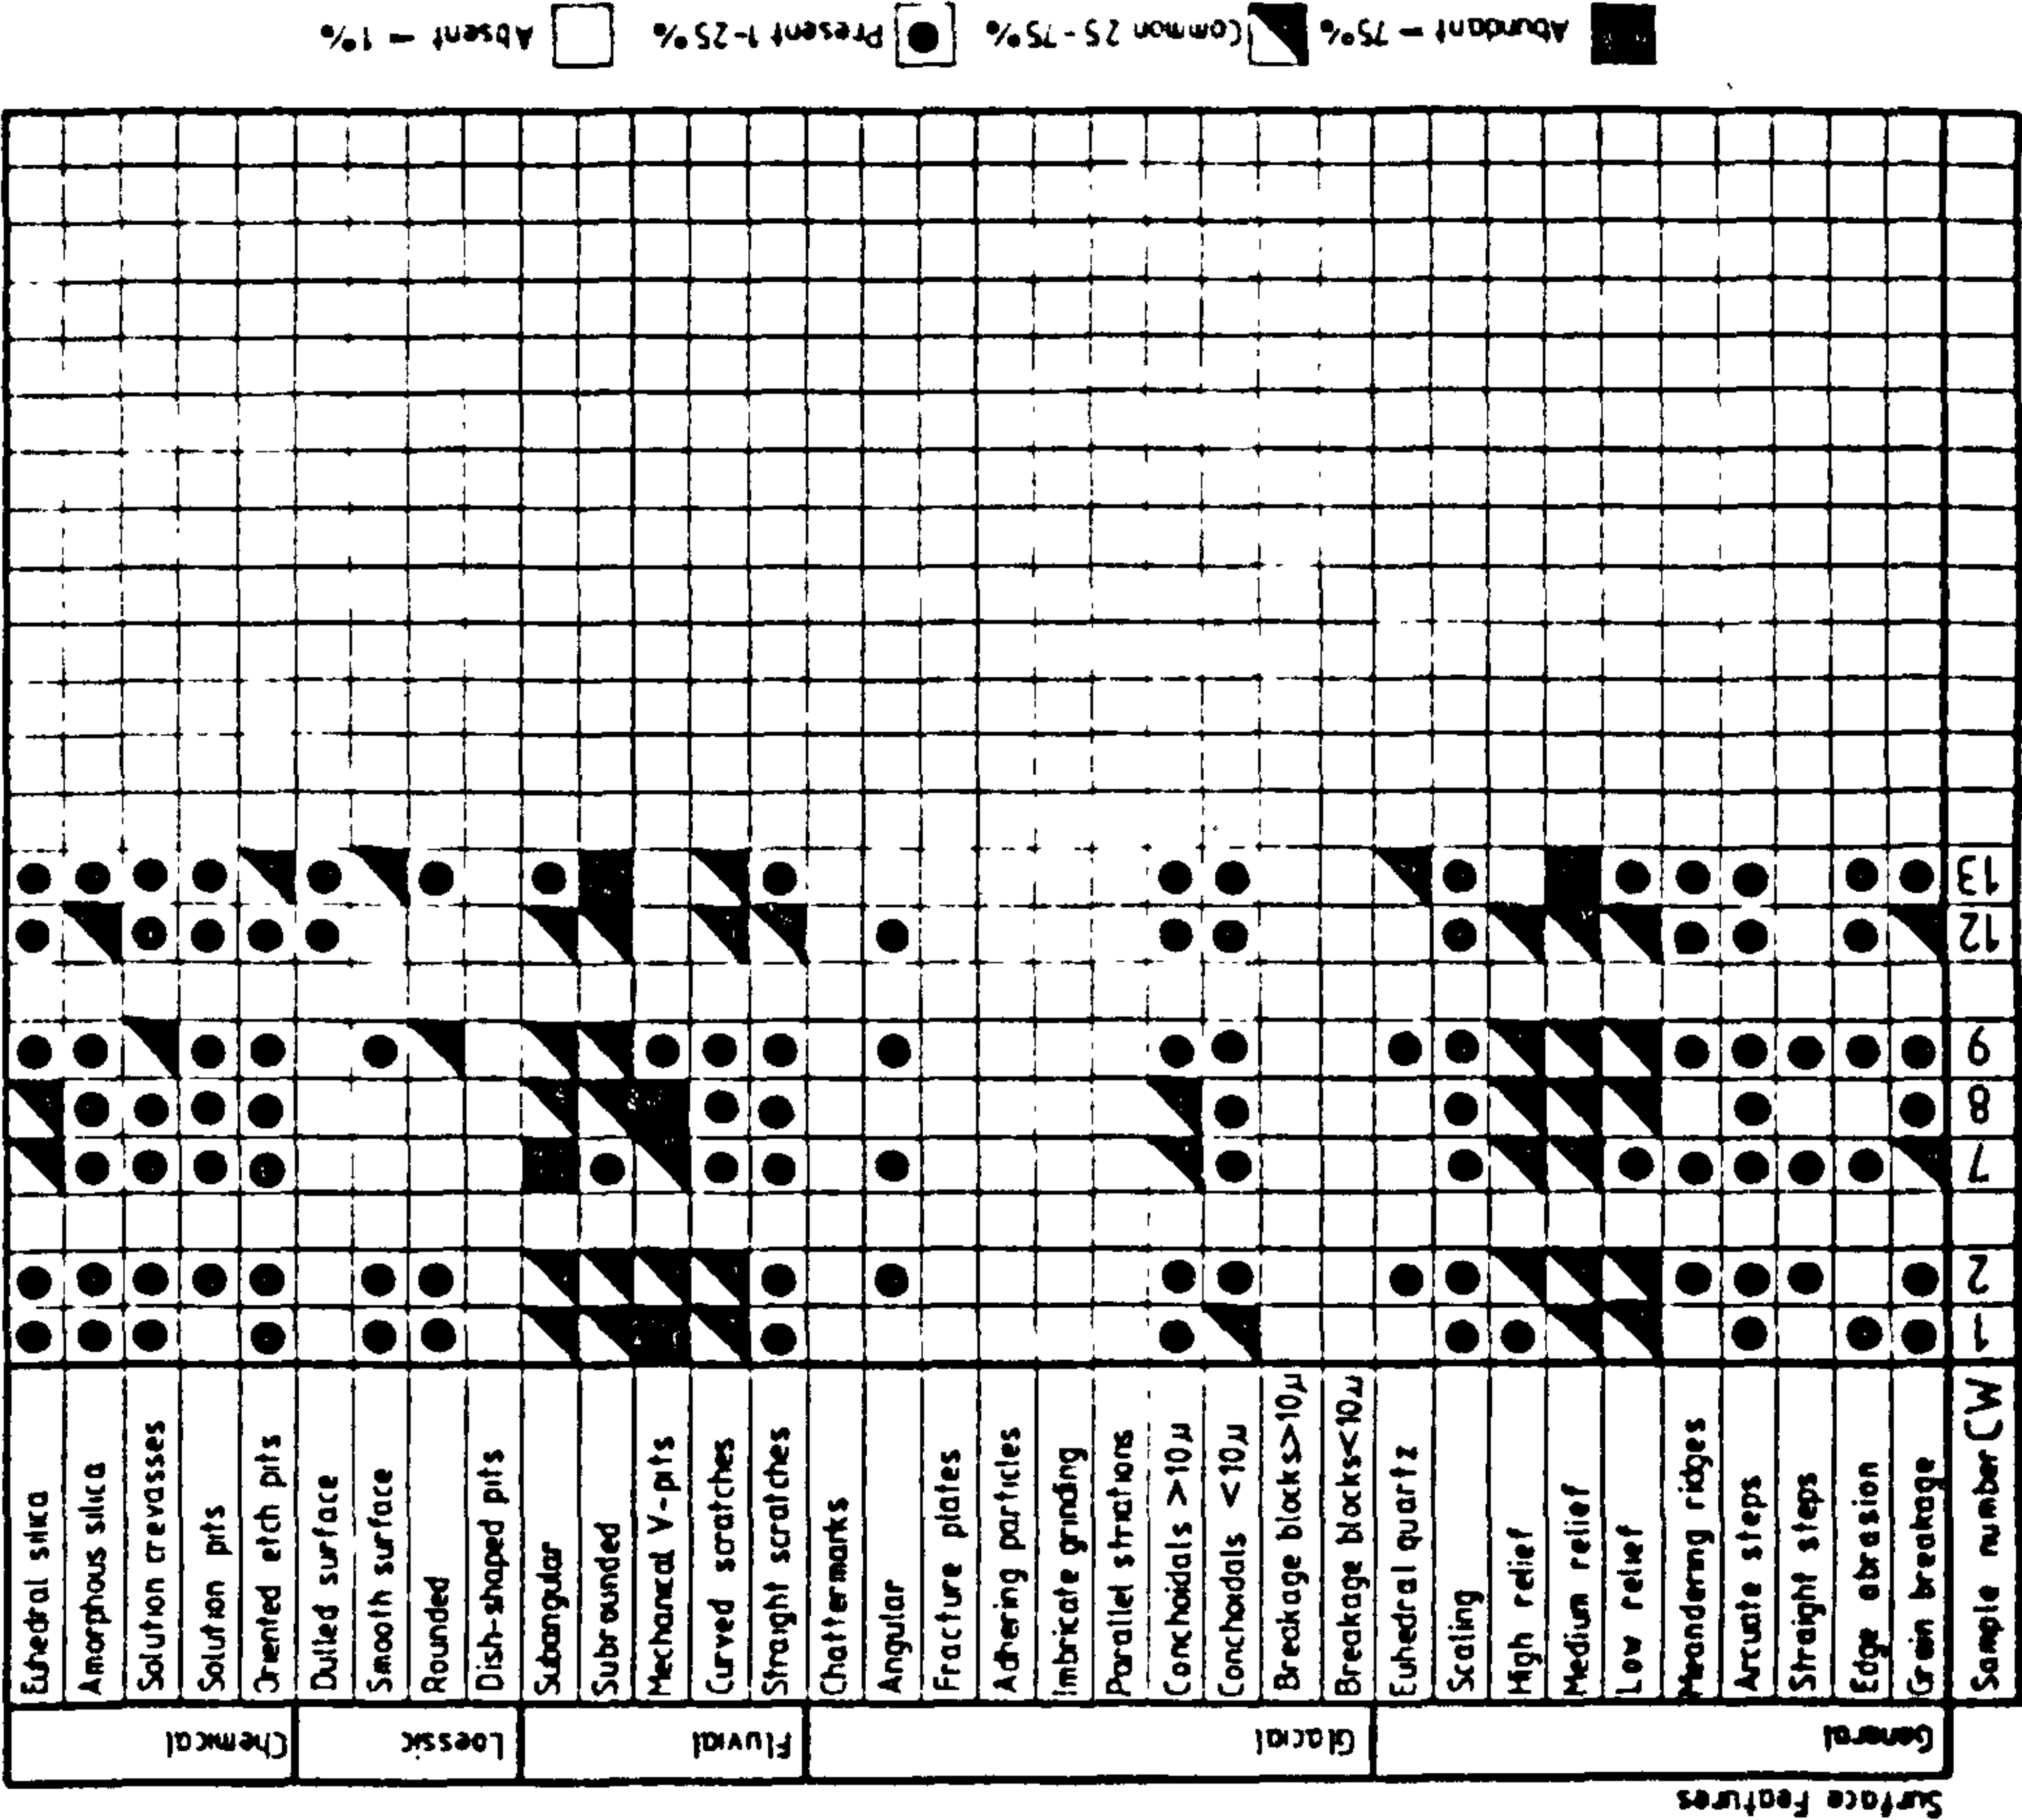 Absent – 1%
Present 1-25%
Common 25-75%
Abundant – 75%
Surface Features
Chemical
Euhedral silica
Amorphous silica
Solution crevasses
Solution pits
Oriented etch pits
Loessic
Dulled surface
Smooth surface
Rounded
Dish-shaped pits
Fluvial
Subangular
Subrounded
Mechanical V-pits
Curved scratches
Straight scratches
Glacial
Chattermarks
Angular
Fracture plates
Adhering particles
Imbricate grinding
Parallel striations
Conchoidals >10µ
Conchoidals <10µ
Breakage blocks>10µ
Breakage blocks<10µ
General
Euhedral quartz
Scaling
High relief
Medium relief
Low relief
Meandering ridges
Arcuate steps
Straight steps
Edge abrasion
Grain breakage
Sample number CW
1
2
7
8
9
12
13